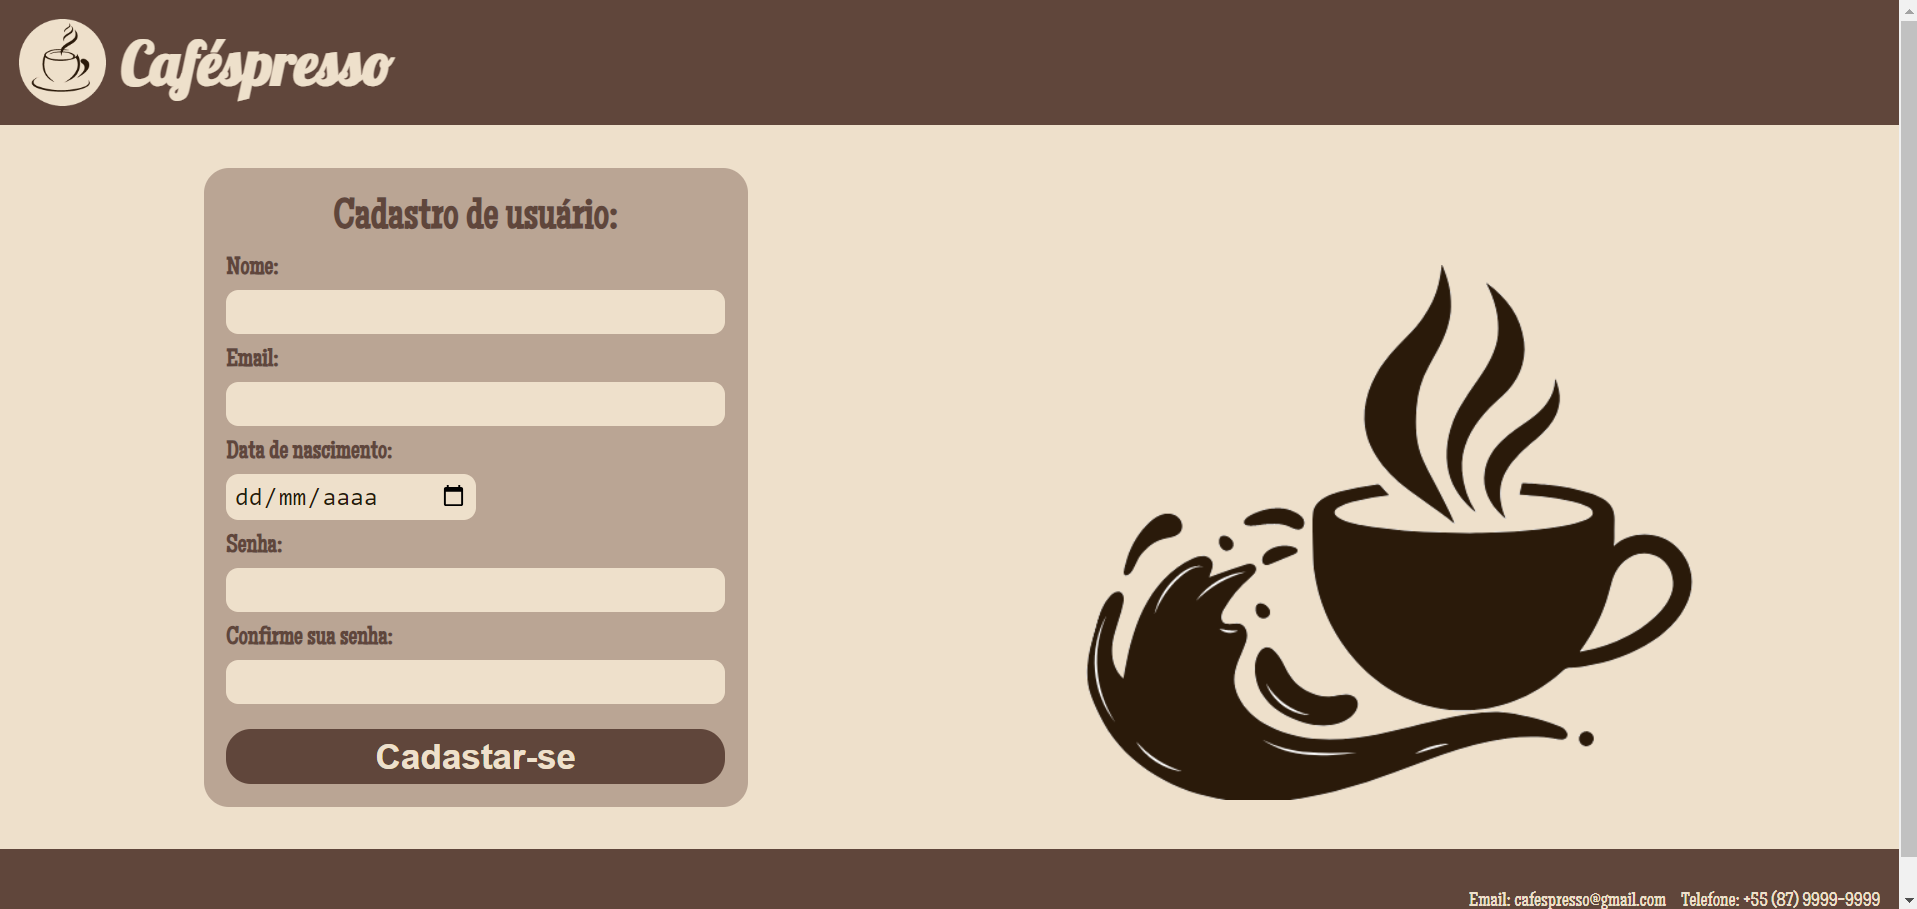 Caféspresso
Cadastro de usuário:
Nome:
Email:
Data de nascimento:
dd/mm/aaaa
Senha:
Confirme sua senha:
Cadastar-se
Email: cafespresso@gmail.com Telefone: +55 (87) 9999-9999